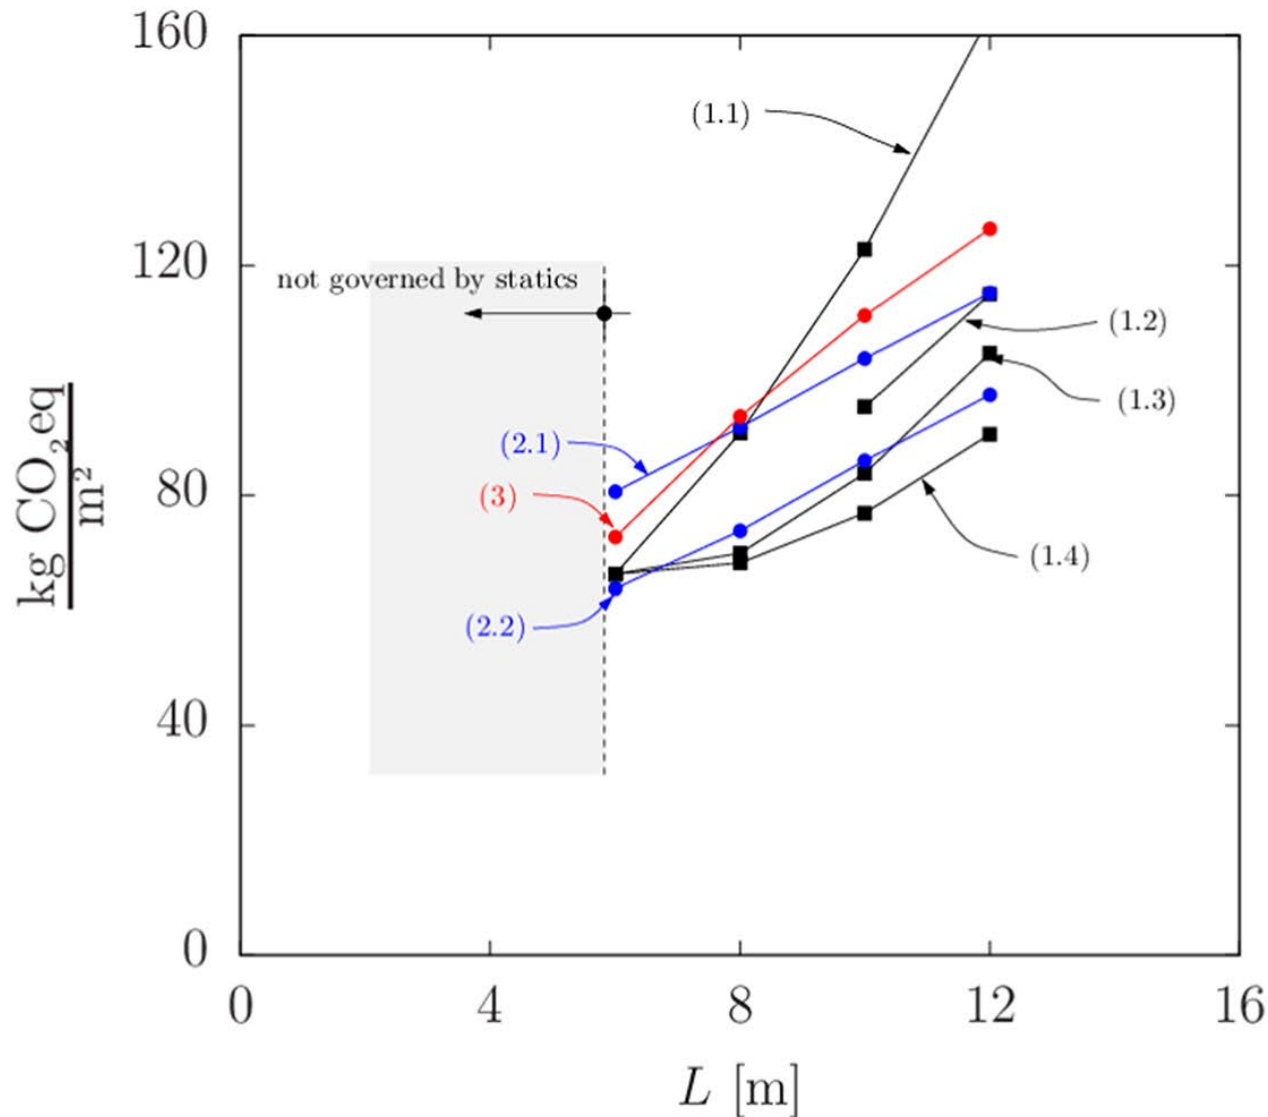 160
(1.1)
120
not governed by statics
(1.2)
(1.3)
(2.1)
kg CO₂eq
m²
80
(3)
(1.4)
(2.2)
40
0
0 4 8 12 16
L [m]